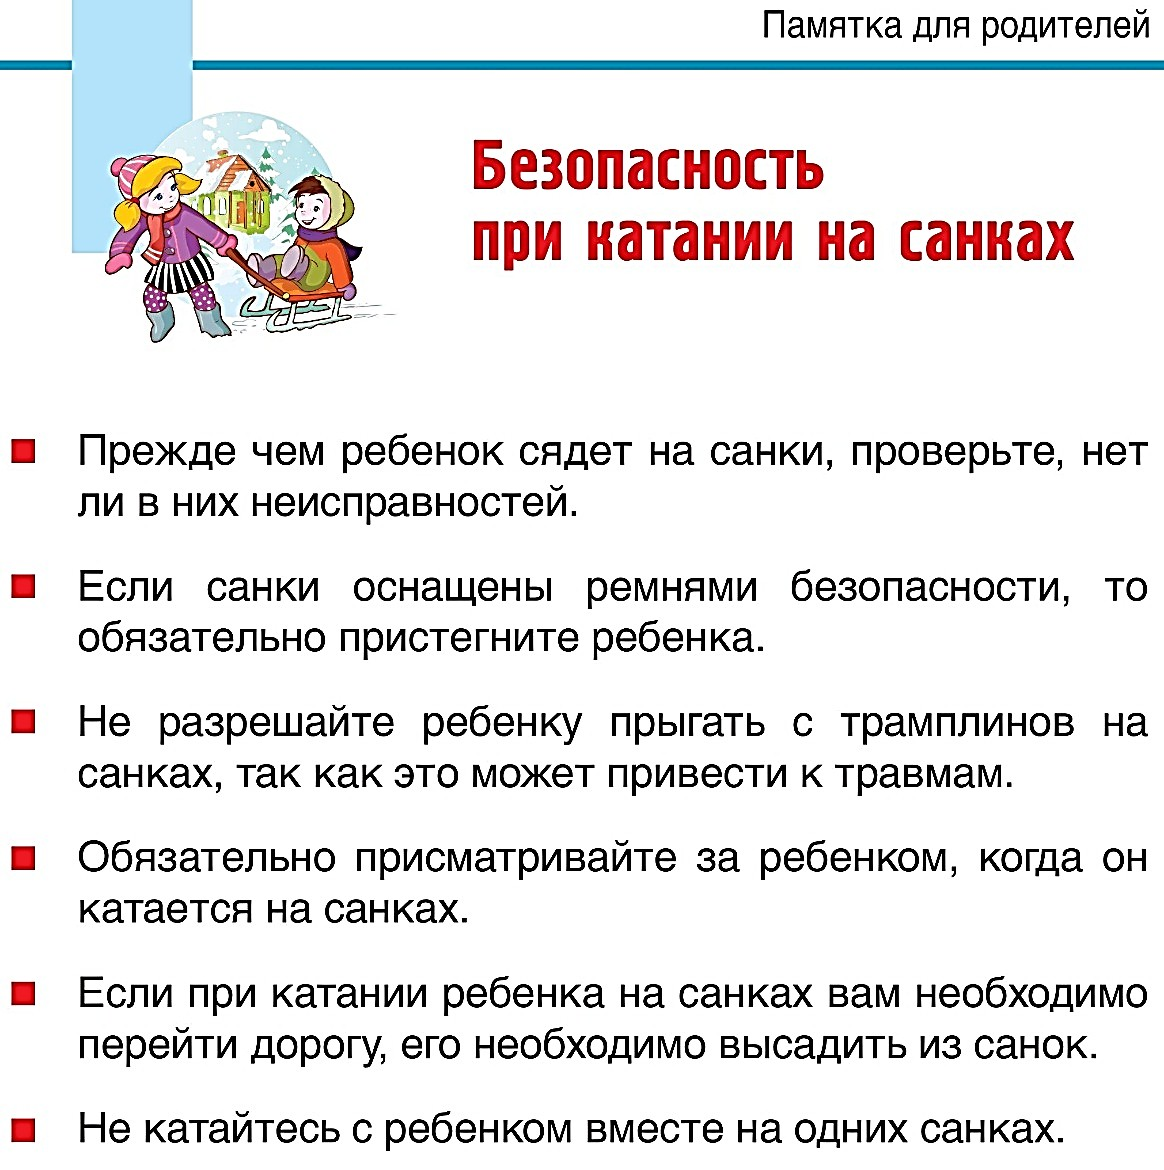 Памятка для родителей
Безопасность
при катании на санках
Прежде чем ребенок сядет на санки, проверьте, нет
ли в них неисправностей.
Если санки оснащены ремнями безопасности, то
обязательно пристегните ребенка.
Не разрешайте ребенку прыгать с трамплинов на
санках, так как это может привести к травмам.
Обязательно присматривайте за ребенком, когда он
катается на санках.
Если при катании ребенка на санках вам необходимо
перейти дорогу, его необходимо высадить из санок.
Не катайтесь с ребенком вместе на одних санках.